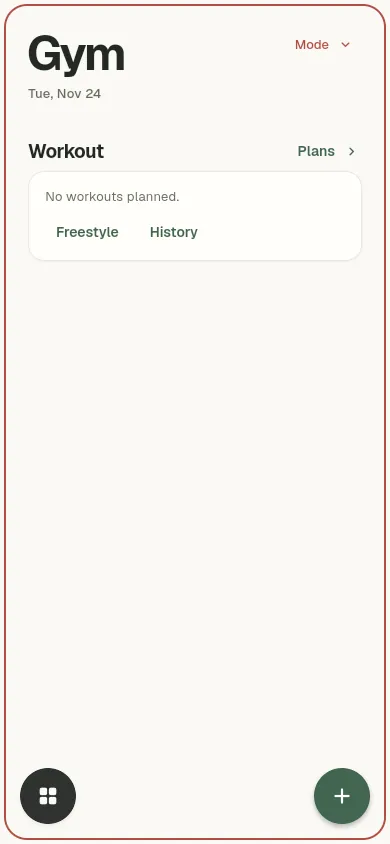 Gym
Mode
Tue, Nov 24
Workout
Plans
No workouts planned.
Freestyle
History